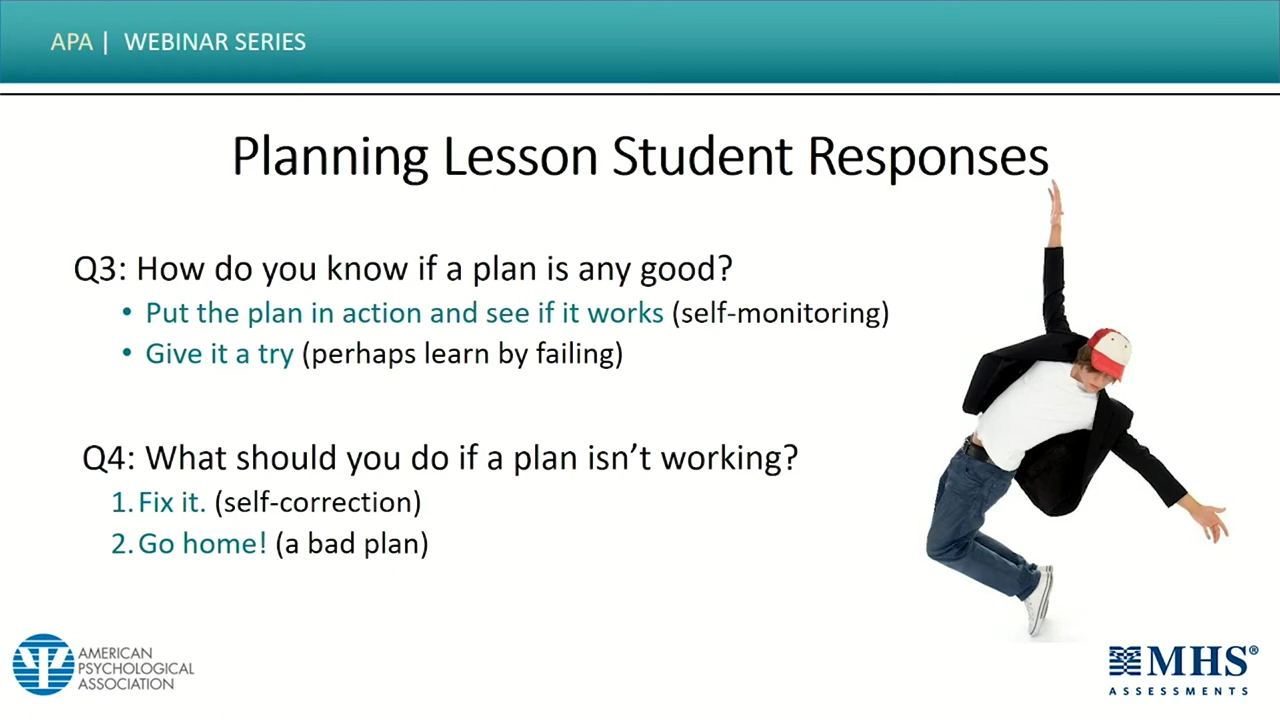 APA | WEBINAR SERIES
Planning Lesson Student Responses
Q3: How do you know if a plan is any good?
• Put the plan in action and see if it works (self-monitoring)
• Give it a try (perhaps learn by failing)
Q4: What should you do if a plan isn’t working?
1. Fix it. (self-correction)
2. Go home! (a bad plan)
AMERICAN
PSYCHOLOGICAL
ASSOCIATION
MHS®
ASSESSMENTS